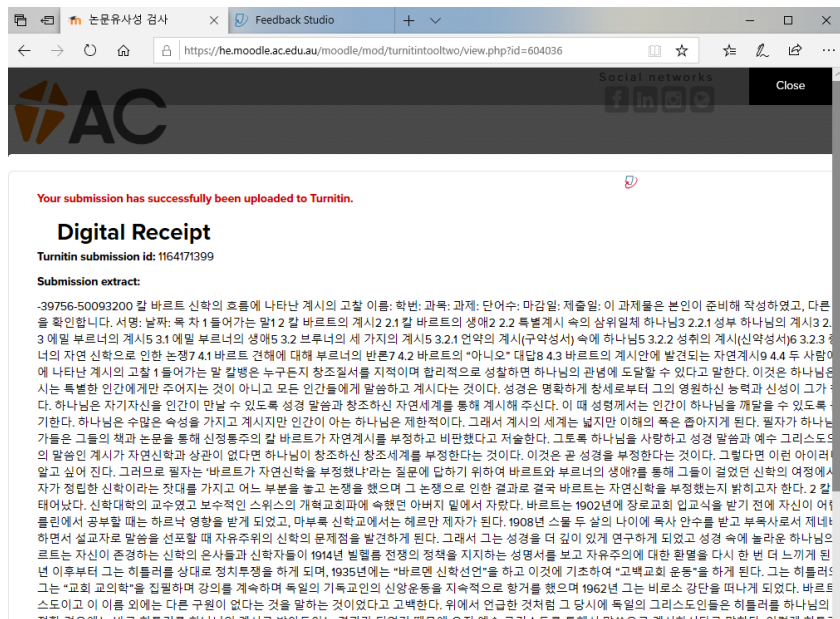 논문유사성 검사
Feedback Studio
https://he.moodle.ac.edu.au/moodle/mod/turnitintooltwo/view.php?id=604036
Social networks
Close
AC
Your submission has successfully been uploaded to Turnitin.
Digital Receipt
Turnitin submission id: 1164171399
Submission extract:
-39756-50093200 칼 바르트 신학의 흐름에 나타난 계시의 고찰 이름: 학번: 과목: 과제: 단어수: 마감일: 제출일: 이 과제물은 본인이 준비해 작성하였고, 다른
을 확인합니다. 서명: 날짜: 목 차 1 들어가는 말1 2 칼 바르트의 계시2 2.1 칼 바르트의 생애2 2.2 특별계시 속의 삼위일체 하나님3 2.2.1 성부 하나님의 계시3 2.
3 에밀 부르너의 계시5 3.1 에밀 부르너의 생애5 3.2 브루너의 세 가지의 계시5 3.2.1 언약의 계시(구약성서) 속에 하나님5 3.2.2 성취의 계시(신약성서)6 3.2.3
너의 자연 신학으로 인한 논쟁7 4.1 바르트 견해에 대해 부르너의 반론7 4.2 바르트의 “아니오” 대답8 4.3 바르트의 계시안에 발견되는 자연계시9 4.4 두 사람에
에 나타난 계시의 고찰 1 들어가는 말 칼뱅은 누구든지 창조질서를 지적이며 합리적으로 성찰하면 하나님의 관념에 도달할 수 있다고 말한다. 이것은 하나님은
시는 특별한 인간에게만 주어지는 것이 아니고 모든 인간들에게 말씀하고 계시다는 것이다. 성경은 명확하게 창세로부터 그의 영원하신 능력과 신성이 그가
다. 하나님은 자기자신을 인간이 만날 수 있도록 성경 말씀과 창조하신 자연세계를 통해 계시해 주신다. 이 때 성령께서는 인간이 하나님을 깨달을 수 있도록
기한다. 하나님은 수많은 속성을 가지고 계시지만 인간이 아는 하나님은 제한적이다. 그래서 계시의 세계는 넓지만 이해의 폭은 좁아지게 된다. 필자가 하나님
가들은 그들의 책과 논문을 통해 신정통주의 칼 바르트가 자연계시를 부정하고 비판했다고 저술한다. 그토록 하나님을 사랑하고 성경 말씀과 예수 그리스도의
의 말씀인 계시가 자연신학과 상관이 없다면 하나님이 창조하신 창조세계를 부정한다는 것이다. 이것은 곧 성경을 부정한다는 것이다. 그렇다면 이런 아이러니
알고 싶어 진다. 그러므로 필자는 ‘바르트가 자연신학을 부정했나’라는 질문에 답하기 위하여 바르트와 부르너의 생애?를 통해 그들이 걸었던 신학의 여정에서
자가 정립한 신학이라는 잣대를 가지고 어느 부분을 놓고 논쟁을 했으며 그 논쟁으로 인한 결과로 결국 바르트는 자연신학을 부정했는지 밝히고자 한다. 2 칼
태어났다. 신학대학의 교수였고 보수적인 스위스의 개혁교회파에 속했던 아버지 밑에서 자랐다. 바르트는 1902년에 장로교회 입교식을 받기 전에 자신이
를린에서 공부할 때는 하르낙 영향을 받게 되었고, 마부룩 신학교에서는 헤르만 제자가 된다. 1908년 스물 두 살의 나이에 목사 안수를 받고 부목사로서 제네바
하면서 설교자로 말씀을 선포할 때 자유주위의 신학의 문제점을 발견하게 된다. 그래서 그는 성경을 더 깊이 있게 연구하게 되었고 성경 속에 놀라운 하나님의
르트는 자신이 존경하는 신학의 은사들과 신학자들이 1914년 빌헬름 전쟁의 정책을 지지하는 성명서를 보고 자유주의에 대한 환멸을 다시 한 번 더 느끼게 된
년 이후부터 그는 히틀러를 상대로 정치투쟁을 하게 되며, 1935년에는 “바르멘 신학선언”을 하고 이것에 기초하여 “고백교회 운동”을 하게 된다. 그는 히틀러의
그는 “교회 교의학”을 집필하며 강의를 계속하며 독일의 기독교인의 신앙운동을 지속적으로 항거를 했으며 1962년 그는 비로소 강단을 떠나게 되었다. 바르트
스도이고 이 이름 외에는 다른 구원이 없다는 것을 말하는 것이었다고 고백한다. 위에서 언급한 것처럼 그 당시에 독일의 그리스도인들은 히틀러를 하나님의